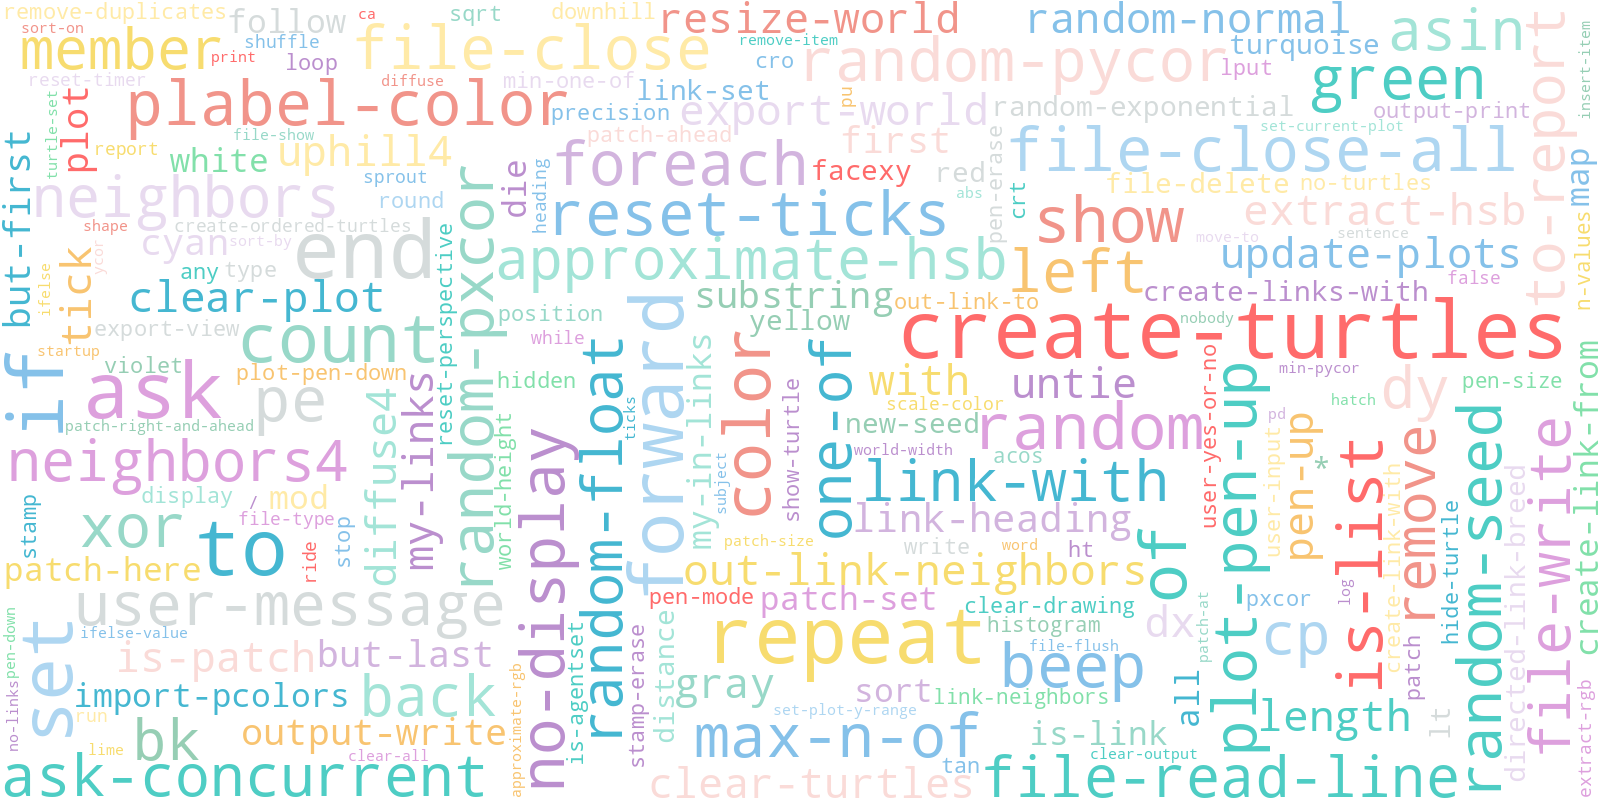 remove-duplicates
follow
ca
sqrt
downhill
resize-world
random-normal
sort-on
member
shuffle
file-close
remove-item
random-pycor
turquoise
asin
print
loop
cro
lput
green
insert-item
reset-timer
diffuse
min-one-of
link-set
pu
plabel-color
precision
export-world
random-exponential
output-print
to-report
turtle-set
plot
file-show
patch-ahead
first
set-current-plot
but-first
report
white
uphill4
foreach
facexy
red
pen-erase
file-close-all
map
sprout
heading
die
abs
crt
file-delete
no-turtles
neighbors
round
reset-ticks
show
extract-hsb
shape
create-ordered-turtles
move-to
sentence
n-values
cyan
sort-by
end
reset-perspective
random-pxcor
approximate-hsb
left
update-plots
ycor
tick
ifelse
any
type
clear-plot
substring
out-link-to
create-links-with
false
export-view
count
position
forward
yellow
create-turtles
nobody
startup
while
my-in-links
color
one-of
if
violet
plot-pen-down
hidden
random-float
with
untie
user-yes-or-no
min-pycor
pen-size
create-link-from
ask
pe
diffuse4
my-links
scale-color
dy
hatch
patch-right-and-ahead
world-height
ticks
show-turtle
new-seed
random
plot-pen-up
pd
pen-up
neighbors4
no-display
subject
world-width
acos
user-input
*
is-list
create-link-with
remove
random-seed
file-write
link-with
display
/
mod
stamp
xor
file-type
stop
link-heading
of
directed-link-breed
to
ride
patch-size
write
word
ht
hide-turtle
patch-here
out-link-neighbors
log
user-message
pen-mode
patch-set
clear-drawing
pxcor
pen-down
set
ifelse-value
is-agentset
stamp-erase
distance
repeat
histogram
dx
patch-at
cp
is-patch
but-last
file-flush
beep
patch
no-links
import-pcolors
back
approximate-rgb
gray
sort
link-neighbors
all
extract-rgb
run
set-plot-y-range
length
lt
lime
bk
output-write
max-n-of
is-link
clear-all
tan
clear-output
ask-concurrent
clear-turtles
file-read-line